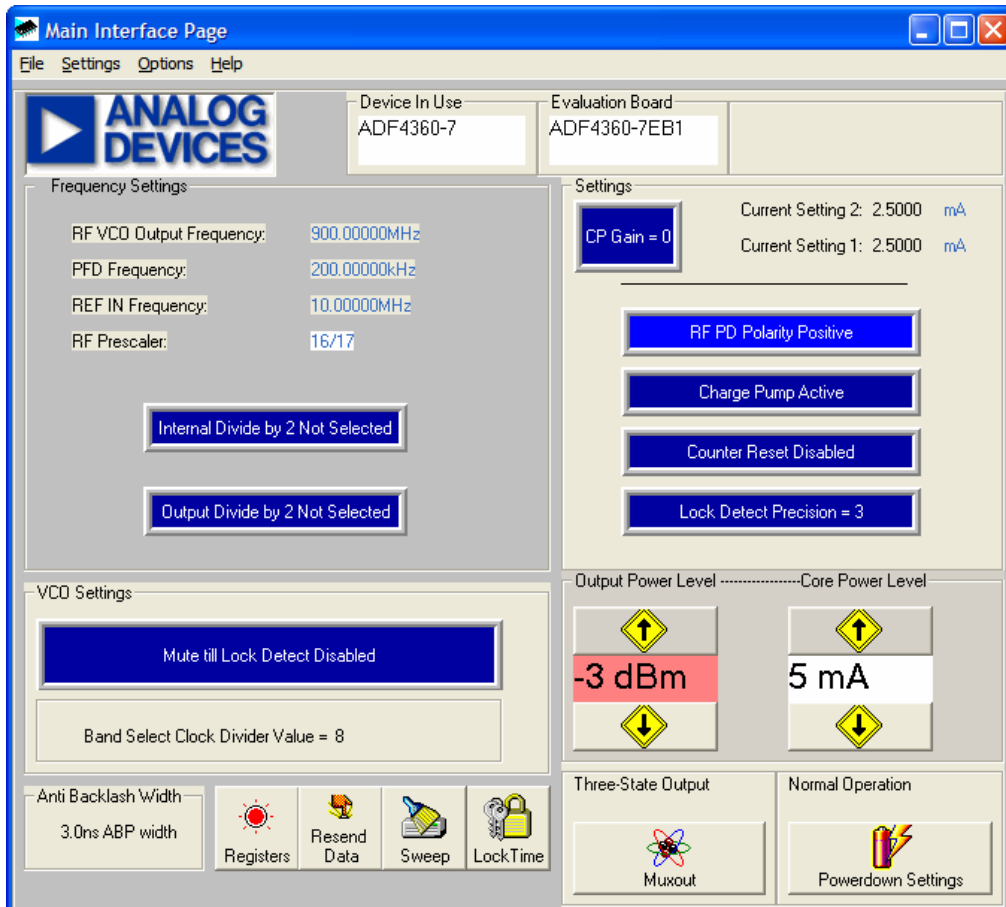 Main Interface Page
File Settings Options Help
ANALOG
DEVICES
Device In Use
ADF4360-7
Evaluation Board
ADF4360-7EB1
Frequency Settings
RF VCO Output Frequency: 900.00000MHz
PFD Frequency: 200.00000kHz
REF IN Frequency: 10.00000MHz
RF Prescaler: 16/17
Internal Divide by 2 Not Selected
Output Divide by 2 Not Selected
Settings
CP Gain = 0
Current Setting 2: 2.5000 mA
Current Setting 1: 2.5000 mA
RF PD Polarity Positive
Charge Pump Active
Counter Reset Disabled
Lock Detect Precision = 3
VCO Settings
Mute till Lock Detect Disabled
Band Select Clock Divider Value = 8
Output Power Level -----------------Core Power Level
-3 dBm
5 mA
Anti Backlash Width
3.0ns ABP width
Registers
Resend
Data
Sweep
LockTime
Three-State Output
Muxout
Normal Operation
Powerdown Settings